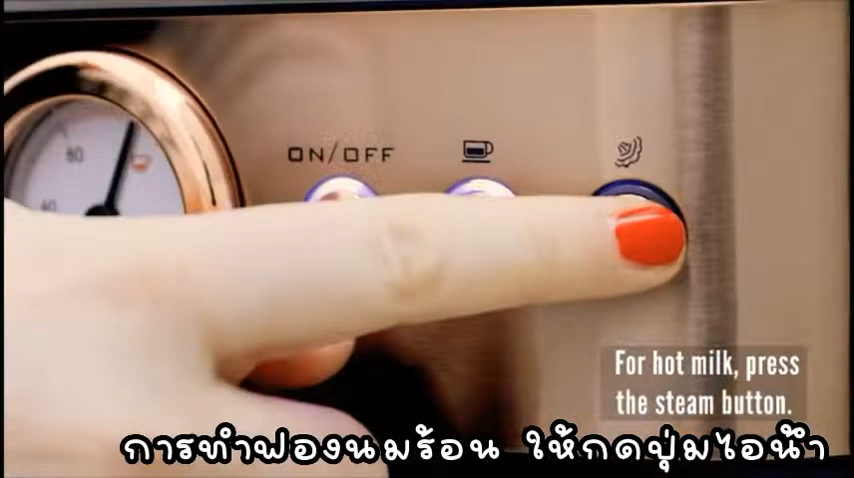 ON/OFF
80
For hot milk, press
the steam button.
การทำฟองนมร้อน ให้กดปุ่มไอน้ำ